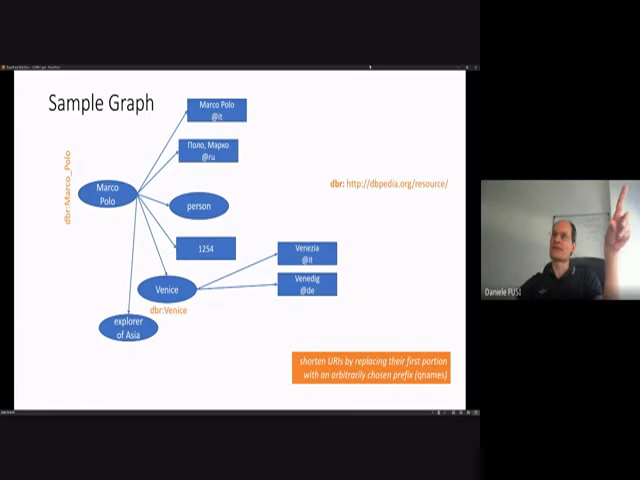 Sample Graph
Marco Polo
@it
Поло, Марко
@ru
dbr:Marco_Polo
Marco
Polo
person
dbr: http://dbpedia.org/resource/
1254
Venezia
@it
Venice
Venedig
@de
dbr:Venice
explorer
of Asia
Daniele FUSI
shorten URIs by replacing their first portion
with an arbitrarily chosen prefix (qnames)